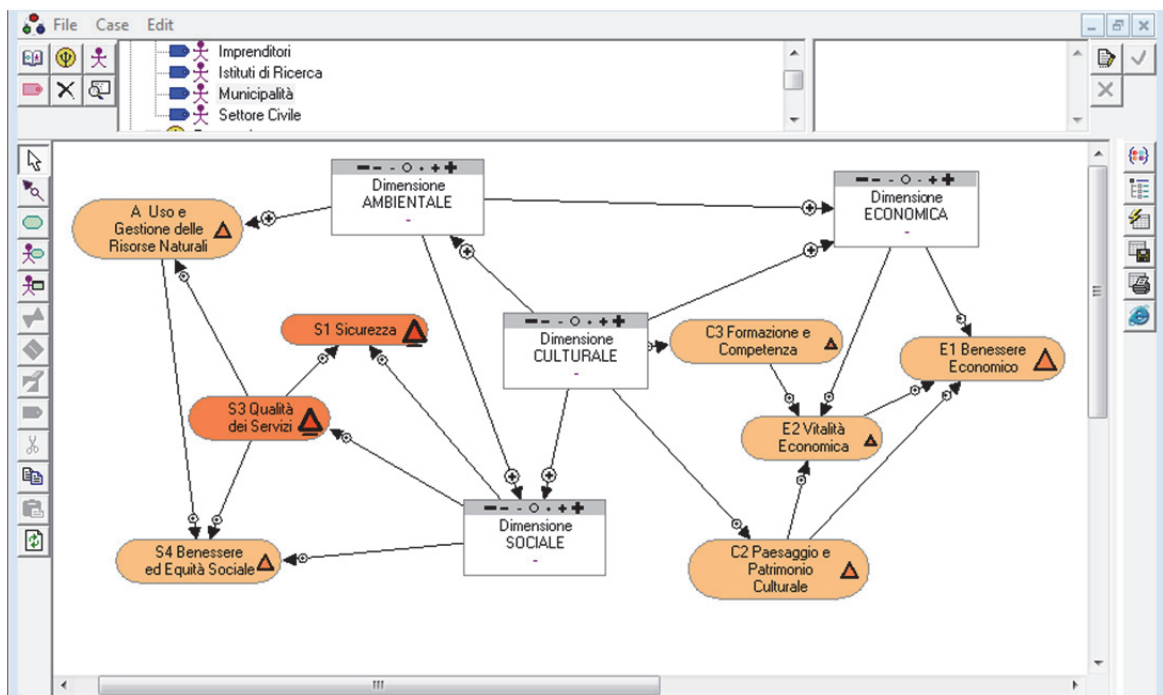 File Case Edit
Imprenditori
Istituti di Ricerca
Municipalità
Settore Civile
Dimensione
AMBIENTALE
Dimensione
ECONOMICA
A Uso e
Gestione delle
Risorse Naturali
S1 Sicurezza
Dimensione
CULTURALE
C3 Formazione e
Competenza
E1 Benessere
Economico
S3 Qualità
dei Servizi
E2 Vitalità
Economica
Dimensione
SOCIALE
S4 Benessere
ed Equità Sociale
C2 Paesaggio e
Patrimonio
Culturale